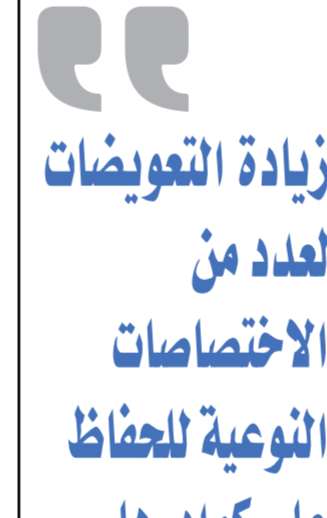 زيادة التعويضات
لعدد من
الاختصاصات
النوعية للحفاظ